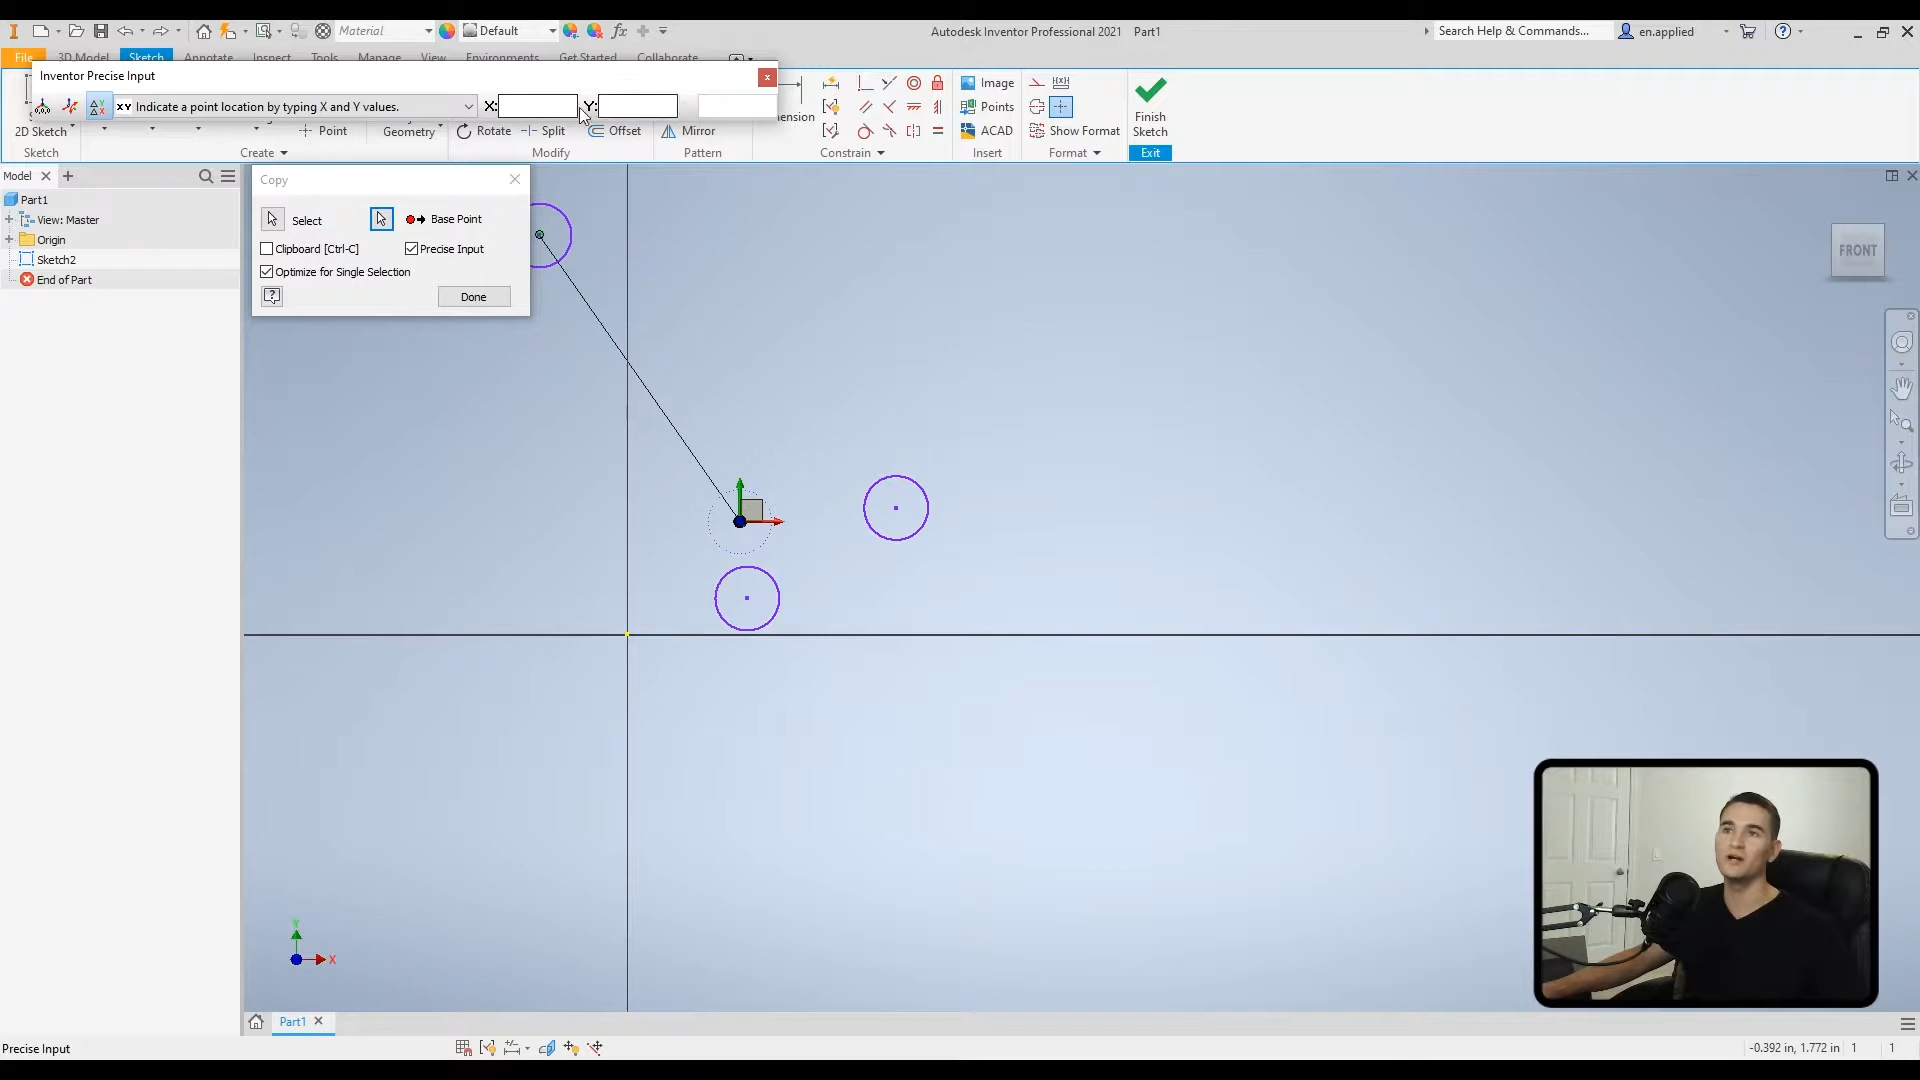 Material
Default
fx
Autodesk Inventor Professional 2021 Part1
Search Help & Commands...
en.applied
File 3D Model Sketch Annotate Inspect Tools Manage View Environments Get Started Collaborate
Inventor Precise Input
x
XY Indicate a point location by typing X and Y values. X: Y:
2D Sketch
Point
Geometry
Rotate
Split
Offset
Mirror
Image
Points
ACAD
Show Format
Finish
Sketch
Sketch
Create
Modify
Pattern
Constrain
Insert
Format
Exit
Model
Part1
View: Master
Origin
Sketch2
End of Part
Copy
Select
Base Point
Clipboard [Ctrl-C]
Precise Input
Optimize for Single Selection
Done
FRONT
Y
X
Part1
Precise Input
-0.392 in, 1.772 in 1 1